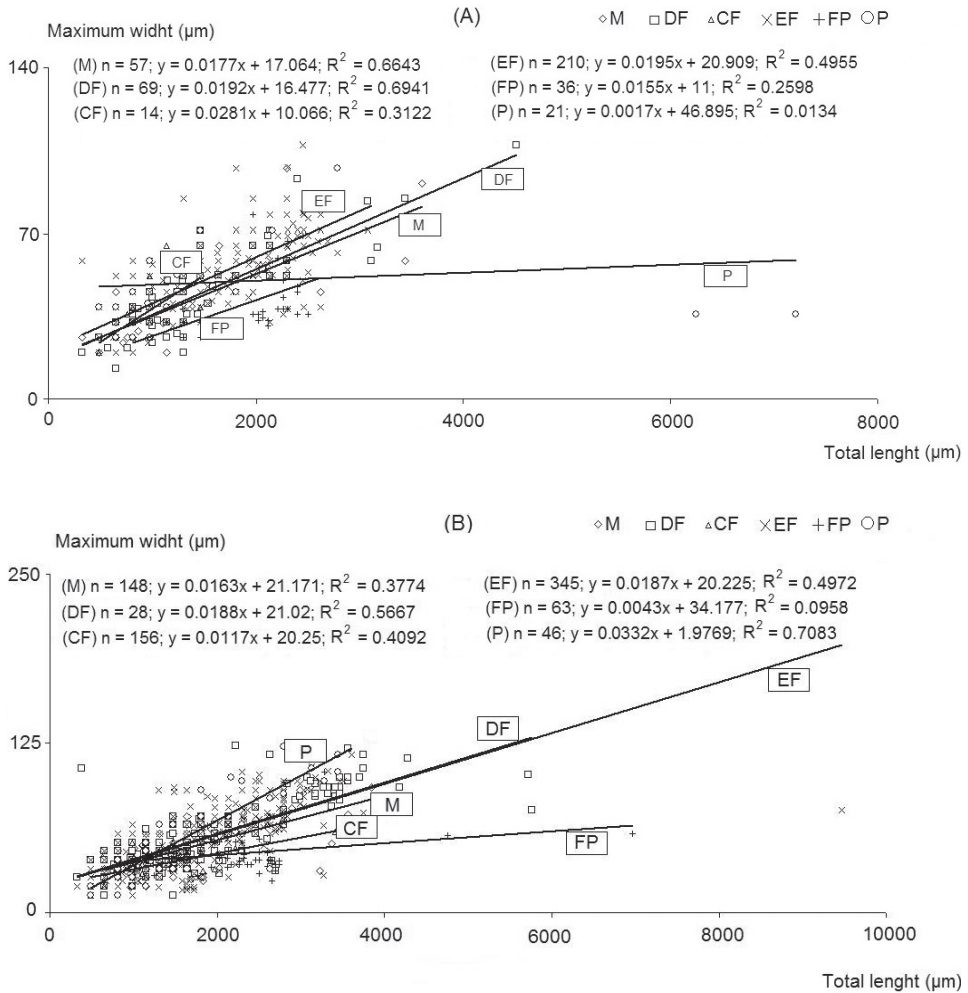 (A)
◇M □DF △CF ×EF +FP ○P
Maximum widht (µm)
(M) n = 57; y = 0.0177x + 17.064; R² = 0.6643
(DF) n = 69; y = 0.0192x + 16.477; R² = 0.6941
(CF) n = 14; y = 0.0281x + 10.066; R² = 0.3122
(EF) n = 210; y = 0.0195x + 20.909; R² = 0.4955
(FP) n = 36; y = 0.0155x + 11; R² = 0.2598
(P) n = 21; y = 0.0017x + 46.895; R² = 0.0134
140
70
0
EF
DF
M
CF
P
FP
0 2000 4000 6000 8000
Total lenght (µm)
(B)
◇M □DF △CF ×EF +FP ○P
Maximum widht (µm)
(M) n = 148; y = 0.0163x + 21.171; R² = 0.3774
(DF) n = 28; y = 0.0188x + 21.02; R² = 0.5667
(CF) n = 156; y = 0.0117x + 20.25; R² = 0.4092
(EF) n = 345; y = 0.0187x + 20.225; R² = 0.4972
(FP) n = 63; y = 0.0043x + 34.177; R² = 0.0958
(P) n = 46; y = 0.0332x + 1.9769; R² = 0.7083
250
125
0
EF
DF
P
M
CF
FP
0 2000 4000 6000 8000 10000
Total lenght (µm)